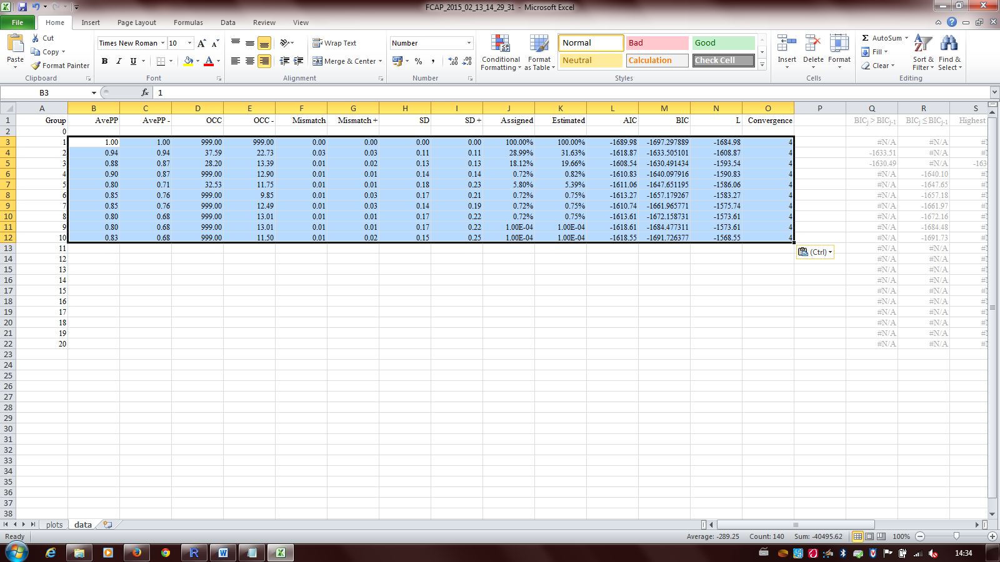 FCAP_2015_02_13_14_29_31 - Microsoft Excel
File Home Insert Page Layout Formulas Data Review View
Paste Cut Copy Format Painter Clipboard
Times New Roman 10 B I U Font
Wrap Text Merge & Center Alignment
Number % , Number
Conditional Formatting Format as Table
Normal Bad Good
Neutral Calculation Check Cell
Styles
Insert Delete Format Cells
AutoSum Fill Clear Sort & Filter Find & Select Editing
B3 fx 1
A B C D E F G H I J K L M N O P Q R S
1 Group AvePP AvePP - OCC OCC - Mismatch Mismatch + SD SD + Assigned Estimated AIC BIC L Convergence BICj > BICj-1 BICj ≤ BICj-1 Highest
2 0
3 1 1.00 1.00 999.00 999.00 0.00 0.00 0.00 0.00 100.00% 100.00% -1689.98 -1697.297889 -1684.98 4 #N/A #N/A
4 2 0.94 0.94 37.59 22.73 0.03 0.03 0.11 0.11 28.99% 31.63% -1618.87 -1633.505101 -1608.87 4 -1633.51 #N/A
5 3 0.88 0.87 28.20 13.39 0.01 0.02 0.13 0.13 18.12% 19.66% -1608.54 -1630.491434 -1593.54 4 -1630.49 #N/A -163
6 4 0.90 0.87 999.00 12.90 0.01 0.01 0.14 0.14 0.72% 0.82% -1610.83 -1640.097916 -1590.83 4 #N/A -1640.10
7 5 0.80 0.71 32.53 11.75 0.01 0.01 0.18 0.23 5.80% 5.39% -1611.06 -1647.651195 -1586.06 4 #N/A -1647.65
8 6 0.85 0.76 999.00 9.85 0.01 0.03 0.17 0.21 0.72% 0.75% -1613.27 -1657.179267 -1583.27 4 #N/A -1657.18
9 7 0.85 0.76 999.00 12.49 0.01 0.03 0.14 0.19 0.72% 0.75% -1610.74 -1661.965771 -1575.74 4 #N/A -1661.97
10 8 0.80 0.68 999.00 13.01 0.01 0.01 0.17 0.22 0.72% 0.75% -1613.61 -1672.158731 -1573.61 4 #N/A -1672.16
11 9 0.80 0.68 999.00 13.01 0.01 0.01 0.17 0.22 1.00E-04 1.00E-04 -1618.61 -1684.477311 -1573.61 4 #N/A -1684.48
12 10 0.83 0.68 999.00 11.50 0.01 0.02 0.15 0.25 1.00E-04 1.00E-04 -1618.55 -1691.726377 -1568.55 4 #N/A -1691.73
13 11 #N/A #N/A
(Ctrl)
14 12 #N/A #N/A
15 13 #N/A #N/A
16 14 #N/A #N/A
17 15 #N/A #N/A
18 16 #N/A #N/A
19 17 #N/A #N/A
20 18 #N/A #N/A
21 19 #N/A #N/A
22 20 #N/A #N/A
23
24
25
26
27
28
29
30
31
32
33
34
35
36
37
38
plots data
Ready Average: -289.25 Count: 140 Sum: -40495.62 100%
14:34